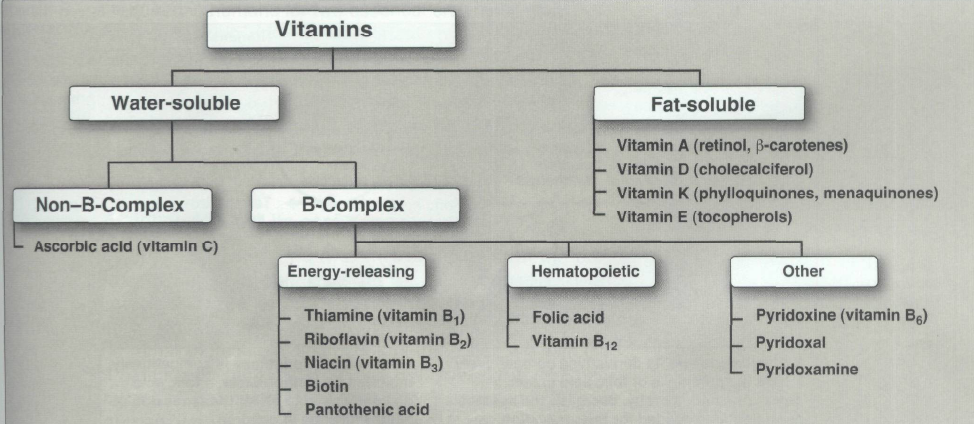 Vitamins
Water-soluble
Fat-soluble
Vitamin A (retinol, β-carotenes)
Vitamin D (cholecalciferol)
Vitamin K (phylloquinones, menaquinones)
Vitamin E (tocopherols)
Non–B-Complex
B-Complex
Ascorbic acid (vitamin C)
Energy-releasing
Hematopoietic
Other
Thiamine (vitamin B₁)
Riboflavin (vitamin B₂)
Niacin (vitamin B₃)
Biotin
Pantothenic acid
Folic acid
Vitamin B₁₂
Pyridoxine (vitamin B₆)
Pyridoxal
Pyridoxamine